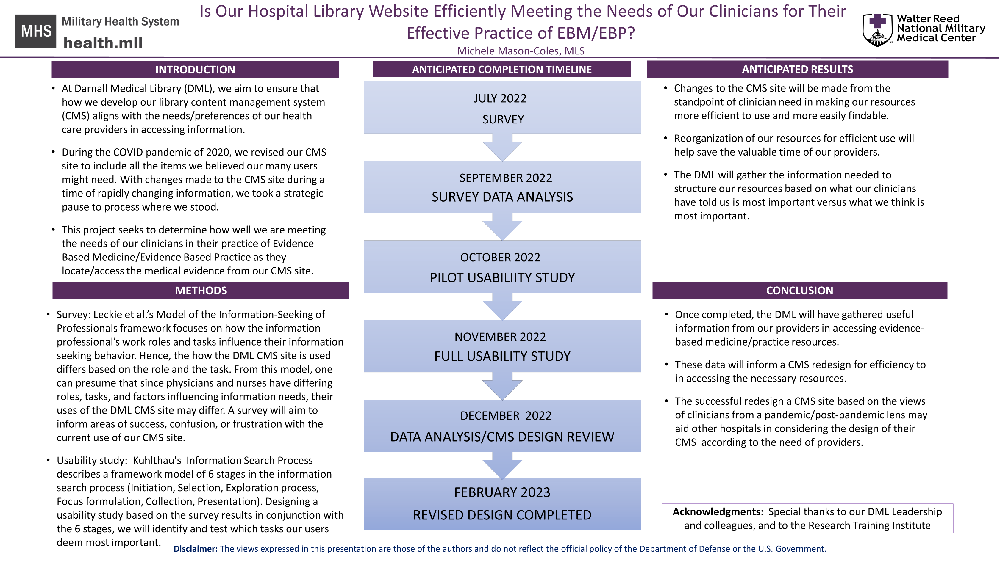 MHS
Military Health System
health.mil
Is Our Hospital Library Website Efficiently Meeting the Needs of Our Clinicians for Their
Effective Practice of EBM/EBP?
Michele Mason-Coles, MLS
Walter Reed
National Military
Medical Center
INTRODUCTION
• At Darnall Medical Library (DML), we aim to ensure that
how we develop our library content management system
(CMS) aligns with the needs/preferences of our health
care providers in accessing information.
• During the COVID pandemic of 2020, we revised our CMS
site to include all the items we believed our many users
might need. With changes made to the CMS site during a
time of rapidly changing information, we took a strategic
pause to process where we stood.
• This project seeks to determine how well we are meeting
the needs of our clinicians in their practice of Evidence
Based Medicine/Evidence Based Practice as they
locate/access the medical evidence from our CMS site.
METHODS
• Survey: Leckie et al.’s Model of the Information-Seeking of
Professionals framework focuses on how the information
professional’s work roles and tasks influence their information
seeking behavior. Hence, the how the DML CMS site is used
differs based on the role and the task. From this model, one
can presume that since physicians and nurses have differing
roles, tasks, and factors influencing information needs, their
uses of the DML CMS site may differ. A survey will aim to
inform areas of success, confusion, or frustration with the
current use of our CMS site.
• Usability study:  Kuhlthau's  Information Search Process
describes a framework model of 6 stages in the information
search process (Initiation, Selection, Exploration process,
Focus formulation, Collection, Presentation). Designing a
usability study based on the survey results in conjunction with
the 6 stages, we will identify and test which tasks our users
deem most important.
ANTICIPATED COMPLETION TIMELINE
JULY 2022
SURVEY
SEPTEMBER 2022
SURVEY DATA ANALYSIS
OCTOBER 2022
PILOT USABILIITY STUDY
NOVEMBER 2022
FULL USABILITY STUDY
DECEMBER  2022
DATA ANALYSIS/CMS DESIGN REVIEW
FEBRUARY 2023
REVISED DESIGN COMPLETED
ANTICIPATED RESULTS
• Changes to the CMS site will be made from the
standpoint of clinician need in making our resources
more efficient to use and more easily findable.
• Reorganization of our resources for efficient use will
help save the valuable time of our providers.
• The DML will gather the information needed to
structure our resources based on what our clinicians
have told us is most important versus what we think is
most important.
CONCLUSION
• Once completed, the DML will have gathered useful
information from our providers in accessing evidence-
based medicine/practice resources.
• These data will inform a CMS redesign for efficiency to
in accessing the necessary resources.
• The successful redesign a CMS site based on the views
of clinicians from a pandemic/post-pandemic lens may
aid other hospitals in considering the design of their
CMS  according to the need of providers.
Acknowledgments:  Special thanks to our DML Leadership
and colleagues, and to the Research Training Institute
Disclaimer: The views expressed in this presentation are those of the authors and do not reflect the official policy of the Department of Defense or the U.S. Government.